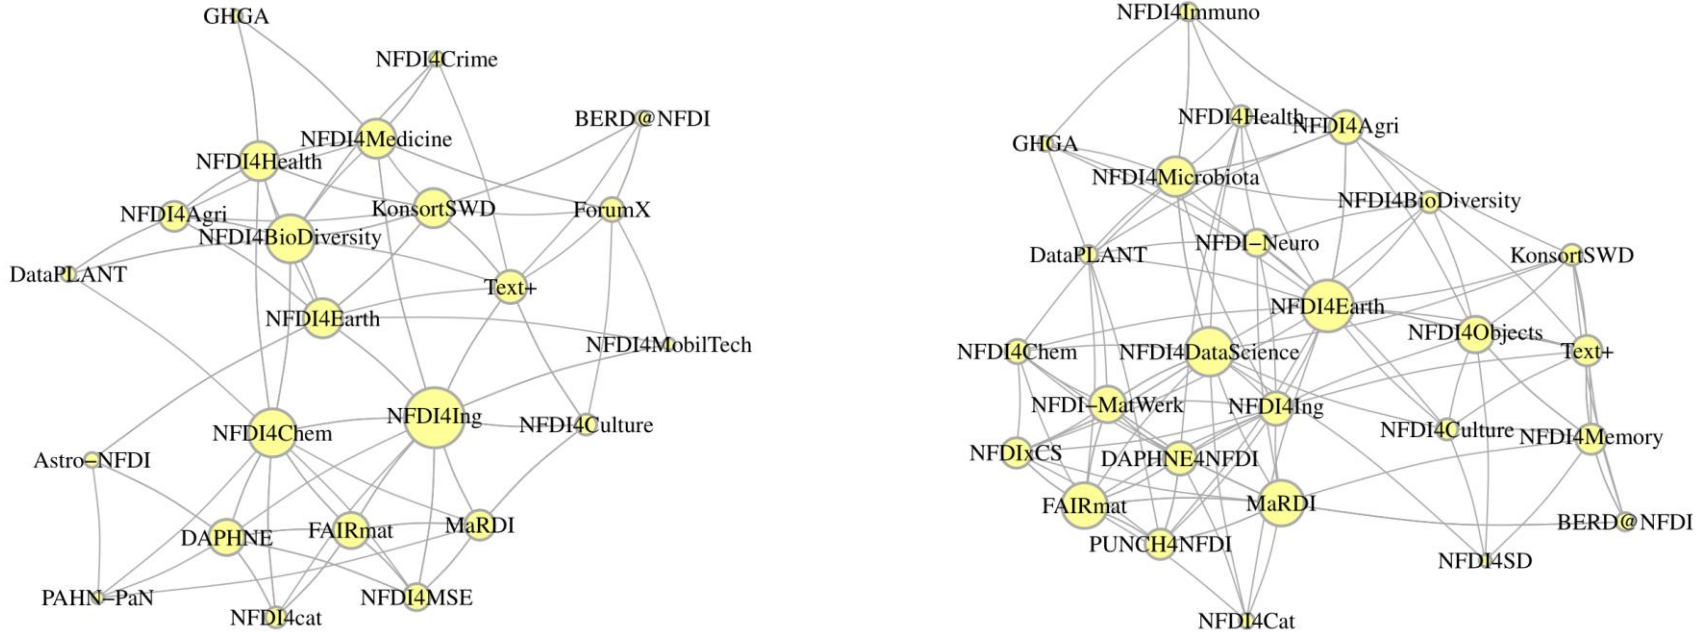 GHGA
NFDI4Crime
BERD@NFDI
NFDI4Medicine
NFDI4Health
KonsortSWD
ForumX
NFDI4Agri
NFDI4BioDiversity
DataPLANT
Text+
NFDI4Earth
NFDI4MobilTech
NFDI4Ing
NFDI4Culture
NFDI4Chem
Astro-NFDI
MaRDI
FAIRmat
DAPHNE
PAHN-PaN
NFDI4MSE
NFDI4cat
NFDI4Immuno
NFDI4Health
NFDI4Agri
GHGA
NFDI4Microbiota
NFDI4BioDiversity
NFDI-Neuro
DataPLANT
KonsortSWD
NFDI4Earth
NFDI4Objects
NFDI4Chem
NFDI4DataScience
Text+
NFDI-MatWerk
NFDI4Ing
NFDI4Culture
NFDI4Memory
NFDIxCS
DAPHNE4NFDI
FAIRmat
MaRDI
BERD@NFDI
PUNCH4NFDI
NFDI4SD
NFDI4Cat